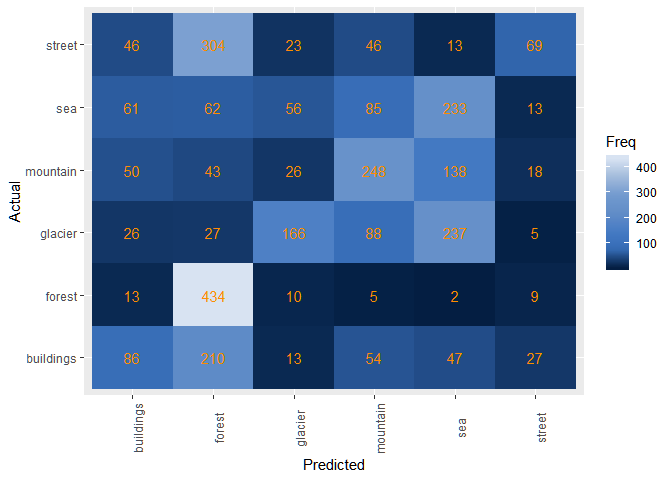 street 46 304 23 46 13 69
sea 61 62 56 85 233 13
mountain 50 43 26 248 138 18
glacier 26 27 166 88 237 5
forest 13 434 10 5 2 9
buildings 86 210 13 54 47 27
buildings forest glacier mountain sea street
Predicted
Actual
Freq
400
300
200
100